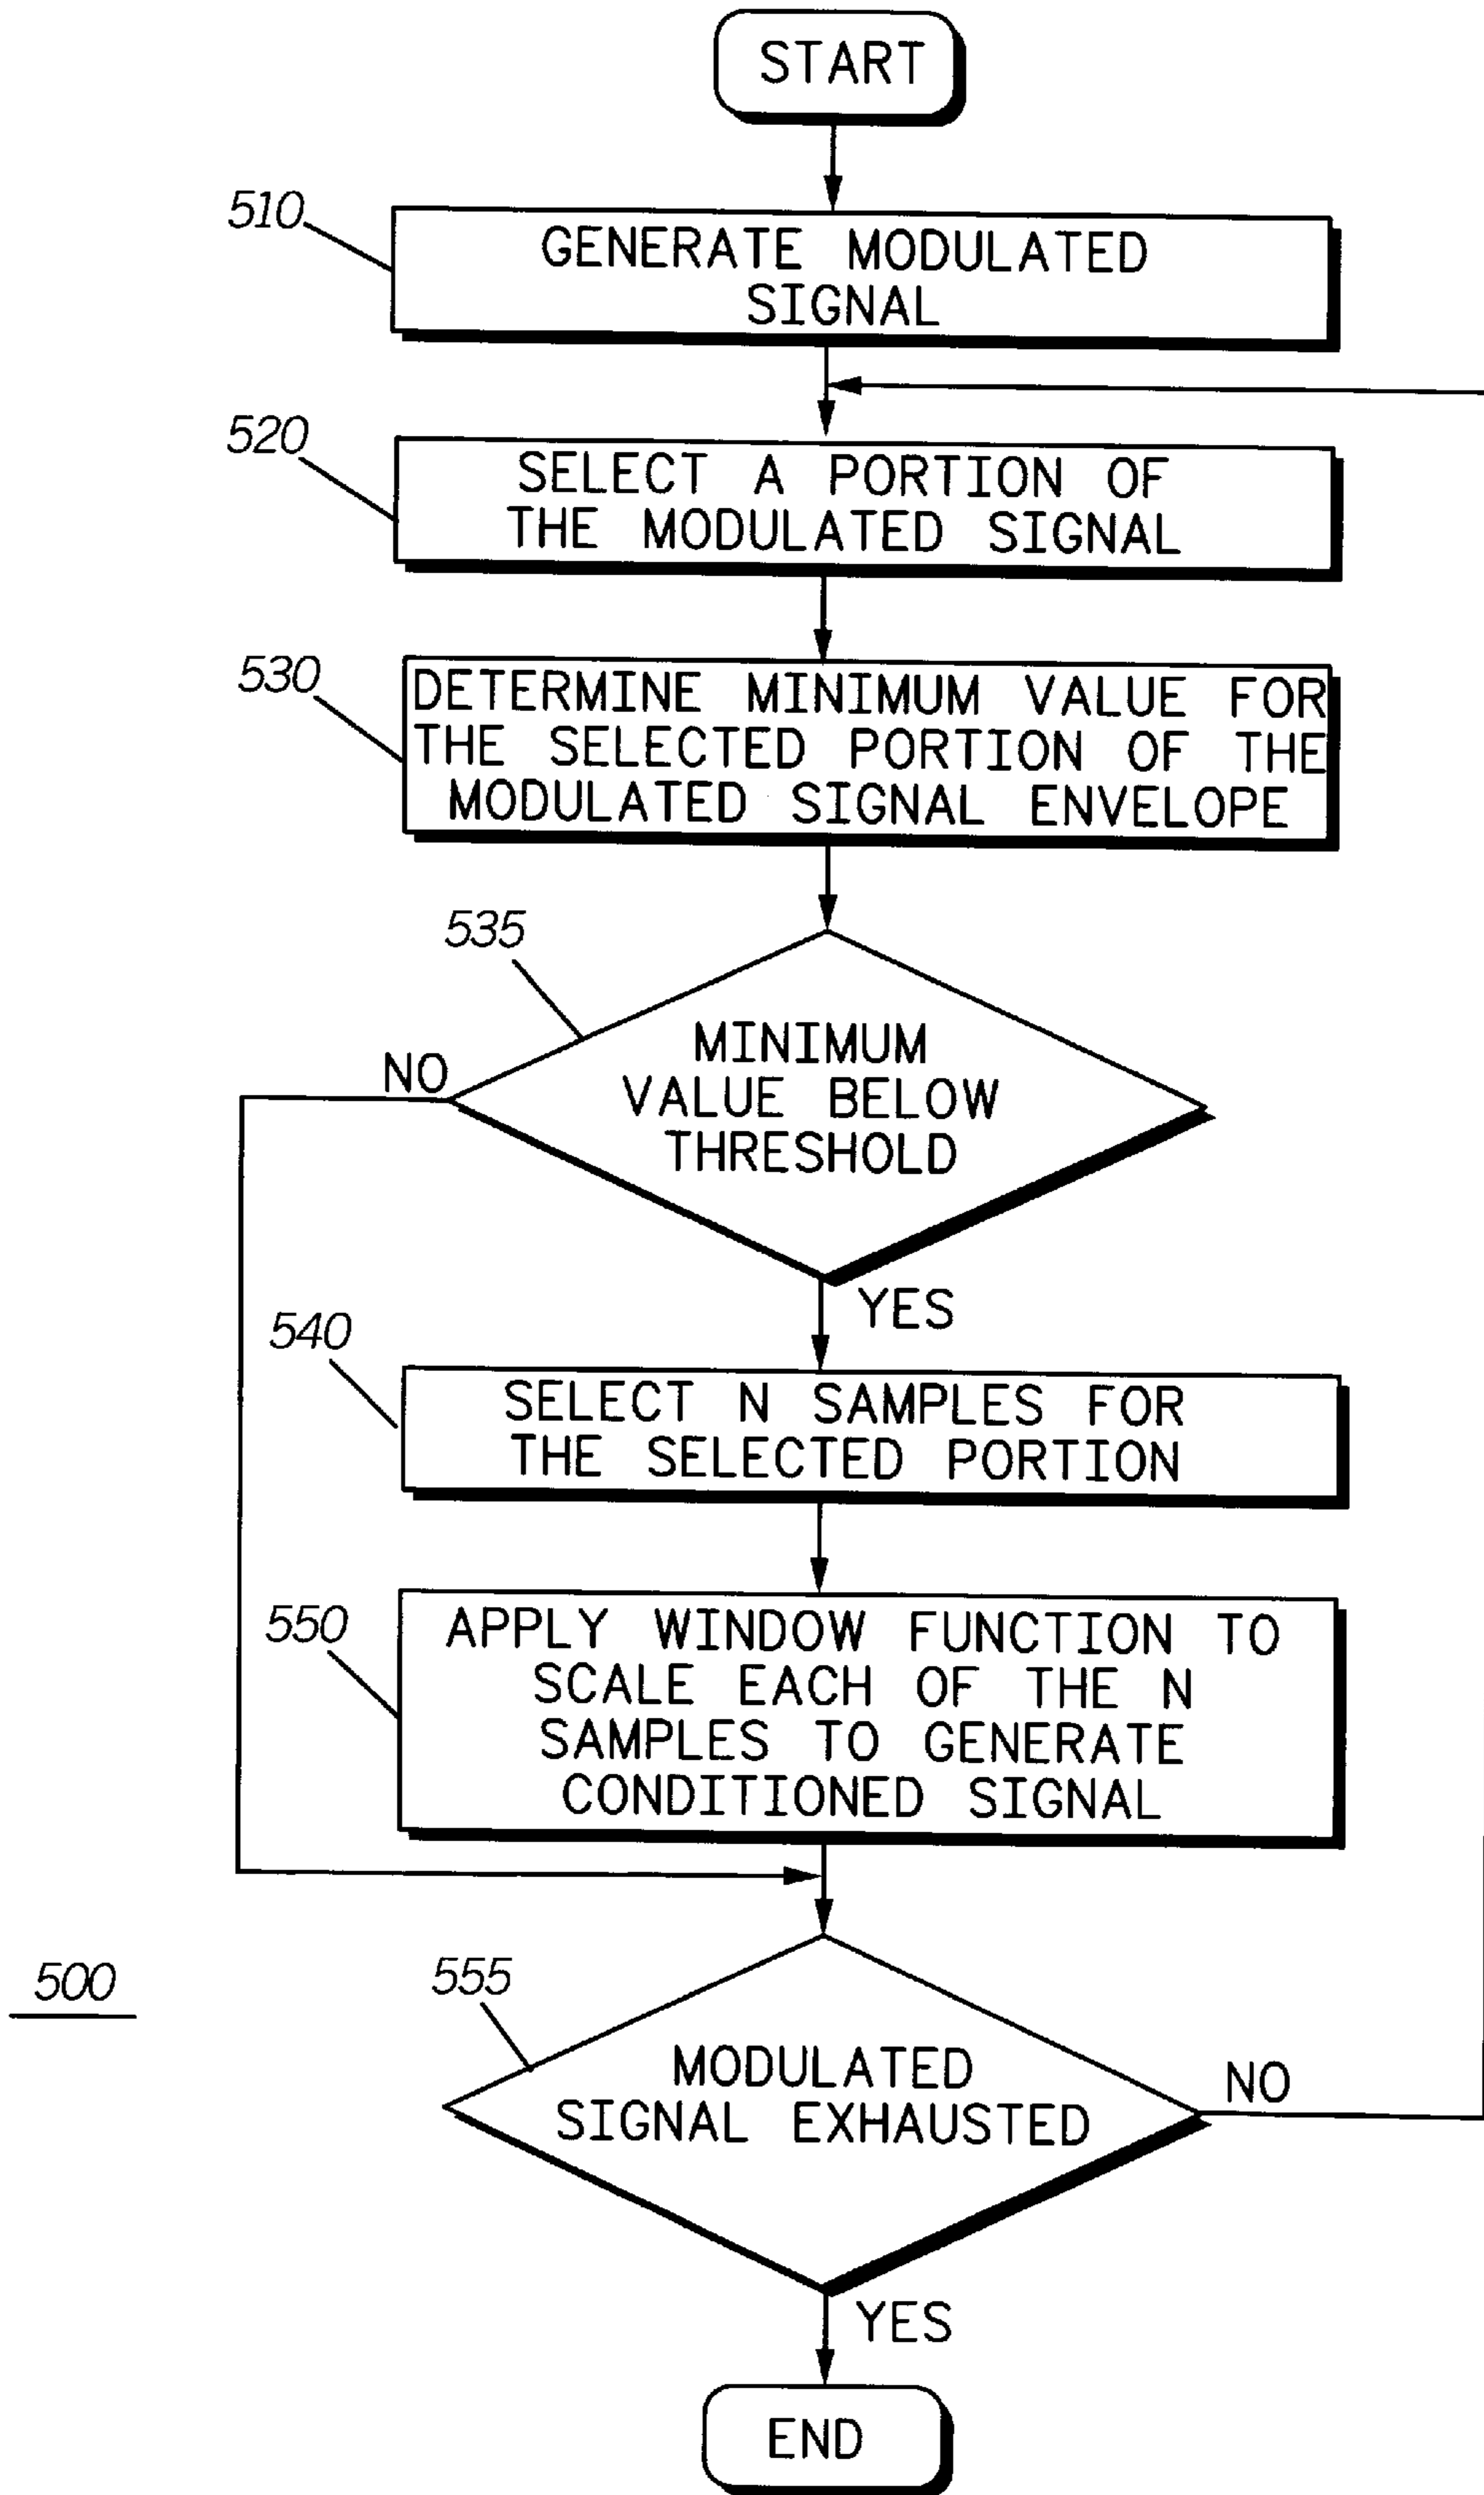 START
510
GENERATE MODULATED
SIGNAL
520
SELECT A PORTION OF
THE MODULATED SIGNAL
530
DETERMINE MINIMUM VALUE FOR
THE SELECTED PORTION OF THE
MODULATED SIGNAL ENVELOPE
535
NO
MINIMUM
VALUE BELOW
THRESHOLD
YES
540
SELECT N SAMPLES FOR
THE SELECTED PORTION
550
APPLY WINDOW FUNCTION TO
SCALE EACH OF THE N
SAMPLES TO GENERATE
CONDITIONED SIGNAL
500
555
MODULATED
SIGNAL EXHAUSTED
NO
YES
END